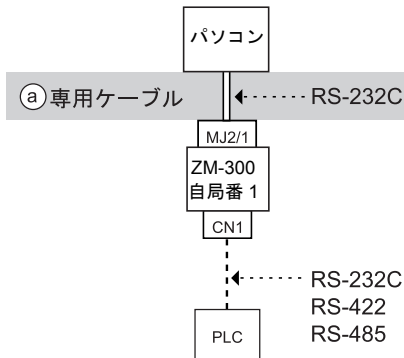 パソコン
ⓐ専用ケーブル
RS-232C
MJ2/1
ZM-300
自局番 1
CN1
RS-232C
RS-422
RS-485
PLC